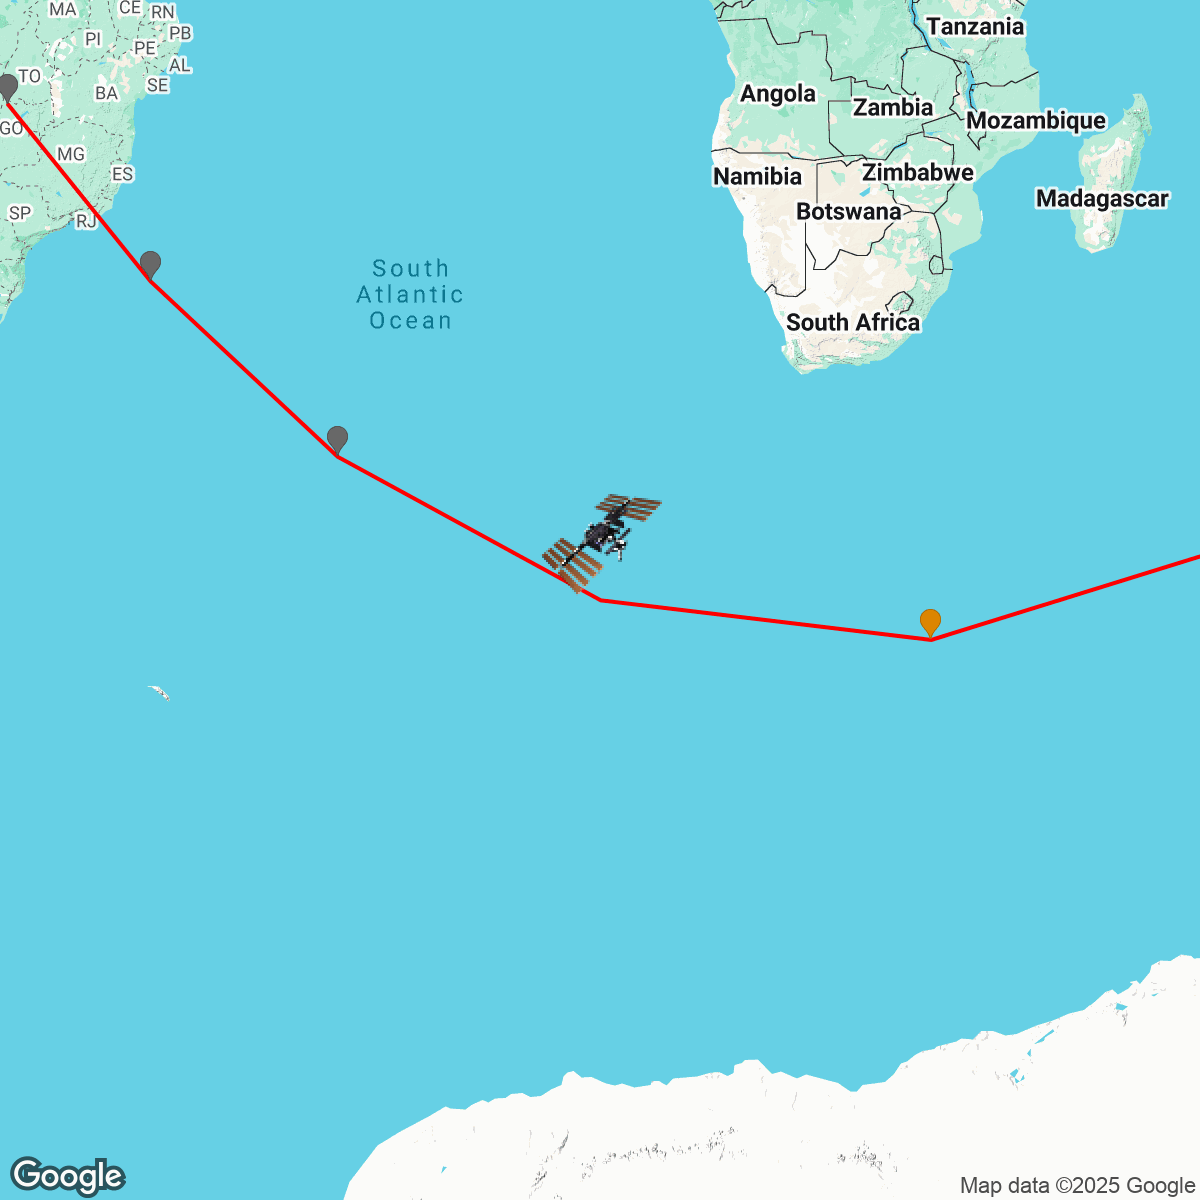 MA
CE
RN
PI
PB
PE
AL
TO
SE
BA
GO
MG
ES
SP
RJ
Tanzania
Angola
Zambia
Mozambique
Namibia
Zimbabwe
Botswana
Madagascar
South
Atlantic
Ocean
South Africa
Google
Map data ©2025 Google